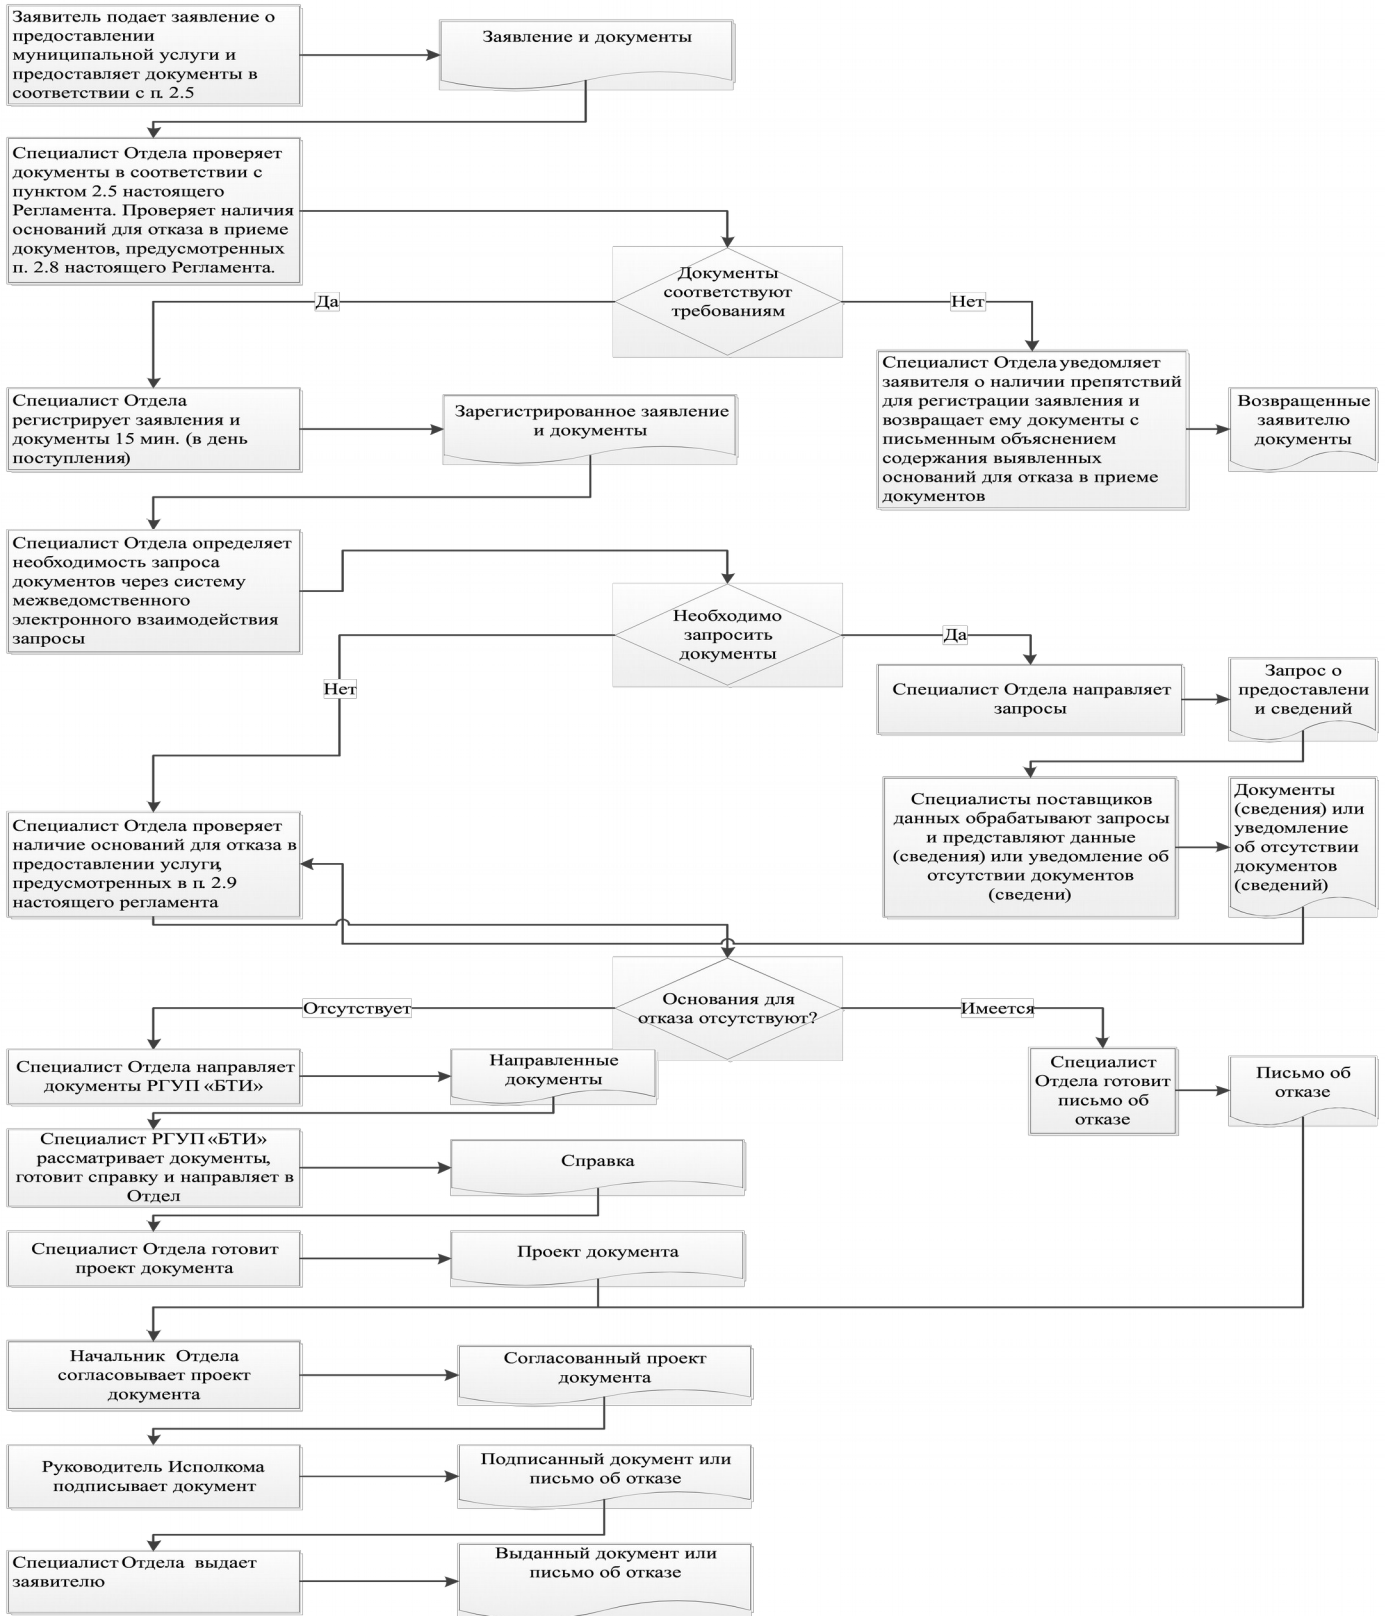 Заявитель подает заявление о
предоставлении
муниципальной услуги и
предоставляет документы в
соответствии с п. 2.5
Заявление и документы
Специалист Отдела проверяет
документы в соответствии с
пунктом 2.5 настоящего
Регламента. Проверяет наличия
оснований для отказа в приеме
документов, предусмотренных
п. 2.8 настоящего Регламента.
Документы
соответствуют
требованиям
Да
Нет
Специалист Отдела
регистрирует заявления и
документы 15 мин. (в день
поступления)
Зарегистрированное заявление
и документы
Специалист Отдела уведомляет
заявителя о наличии препятствий
для регистрации заявления и
возвращает ему документы с
письменным объяснением
содержания выявленных
оснований для отказа в приеме
документов
Возвращенные
заявителю
документы
Специалист Отдела определяет
необходимость запроса
документов через систему
межведомственного
электронного взаимодействия
запросы
Необходимо
запросить
документы
Да
Нет
Специалист Отдела направляет
запросы
Запрос о
предоставлени
и сведений
Специалисты поставщиков
данных обрабатывают запросы
и представляют данные
(сведения) или уведомление об
отсутствии документов
(сведени)
Документы
(сведения) или
уведомление
об отсутствии
документов
(сведений)
Специалист Отдела проверяет
наличие оснований для отказа в
предоставлении услуги,
предусмотренных в п. 2.9
настоящего регламента
Основания для
отказа отсутствуют?
Отсутствует
Имеется
Специалист Отдела направляет
документы РГУП «БТИ»
Направленные
документы
Специалист
Отдела готовит
письмо об
отказе
Письмо об
отказе
Специалист РГУП «БТИ»
рассматривает документы,
готовит справку и направляет в
Отдел
Справка
Специалист Отдела готовит
проект документа
Проект документа
Начальник Отдела
согласовывает проект
документа
Согласованный проект
документа
Руководитель Исполкома
подписывает документ
Подписанный документ или
письмо об отказе
Специалист Отдела выдает
заявителю
Выданный документ или
письмо об отказе